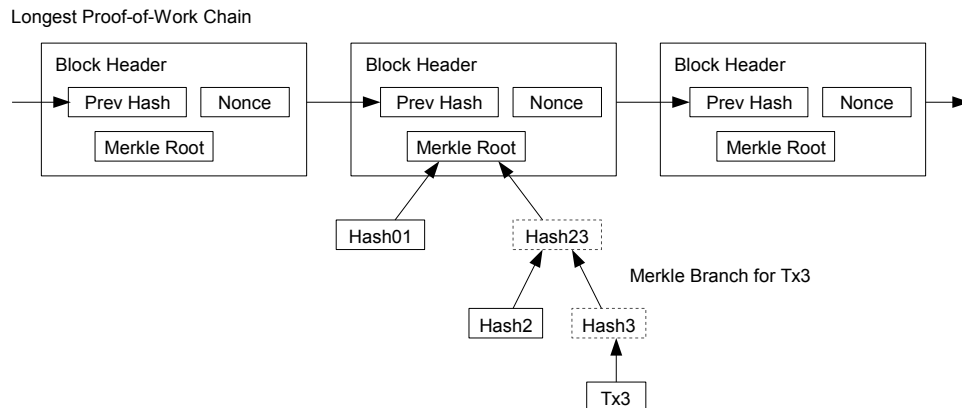 Longest Proof-of-Work Chain
Block Header
Block Header
Block Header
Prev Hash
Nonce
Prev Hash
Nonce
Prev Hash
Nonce
Merkle Root
Merkle Root
Merkle Root
Hash01
Hash23
Merkle Branch for Tx3
Hash2
Hash3
Tx3